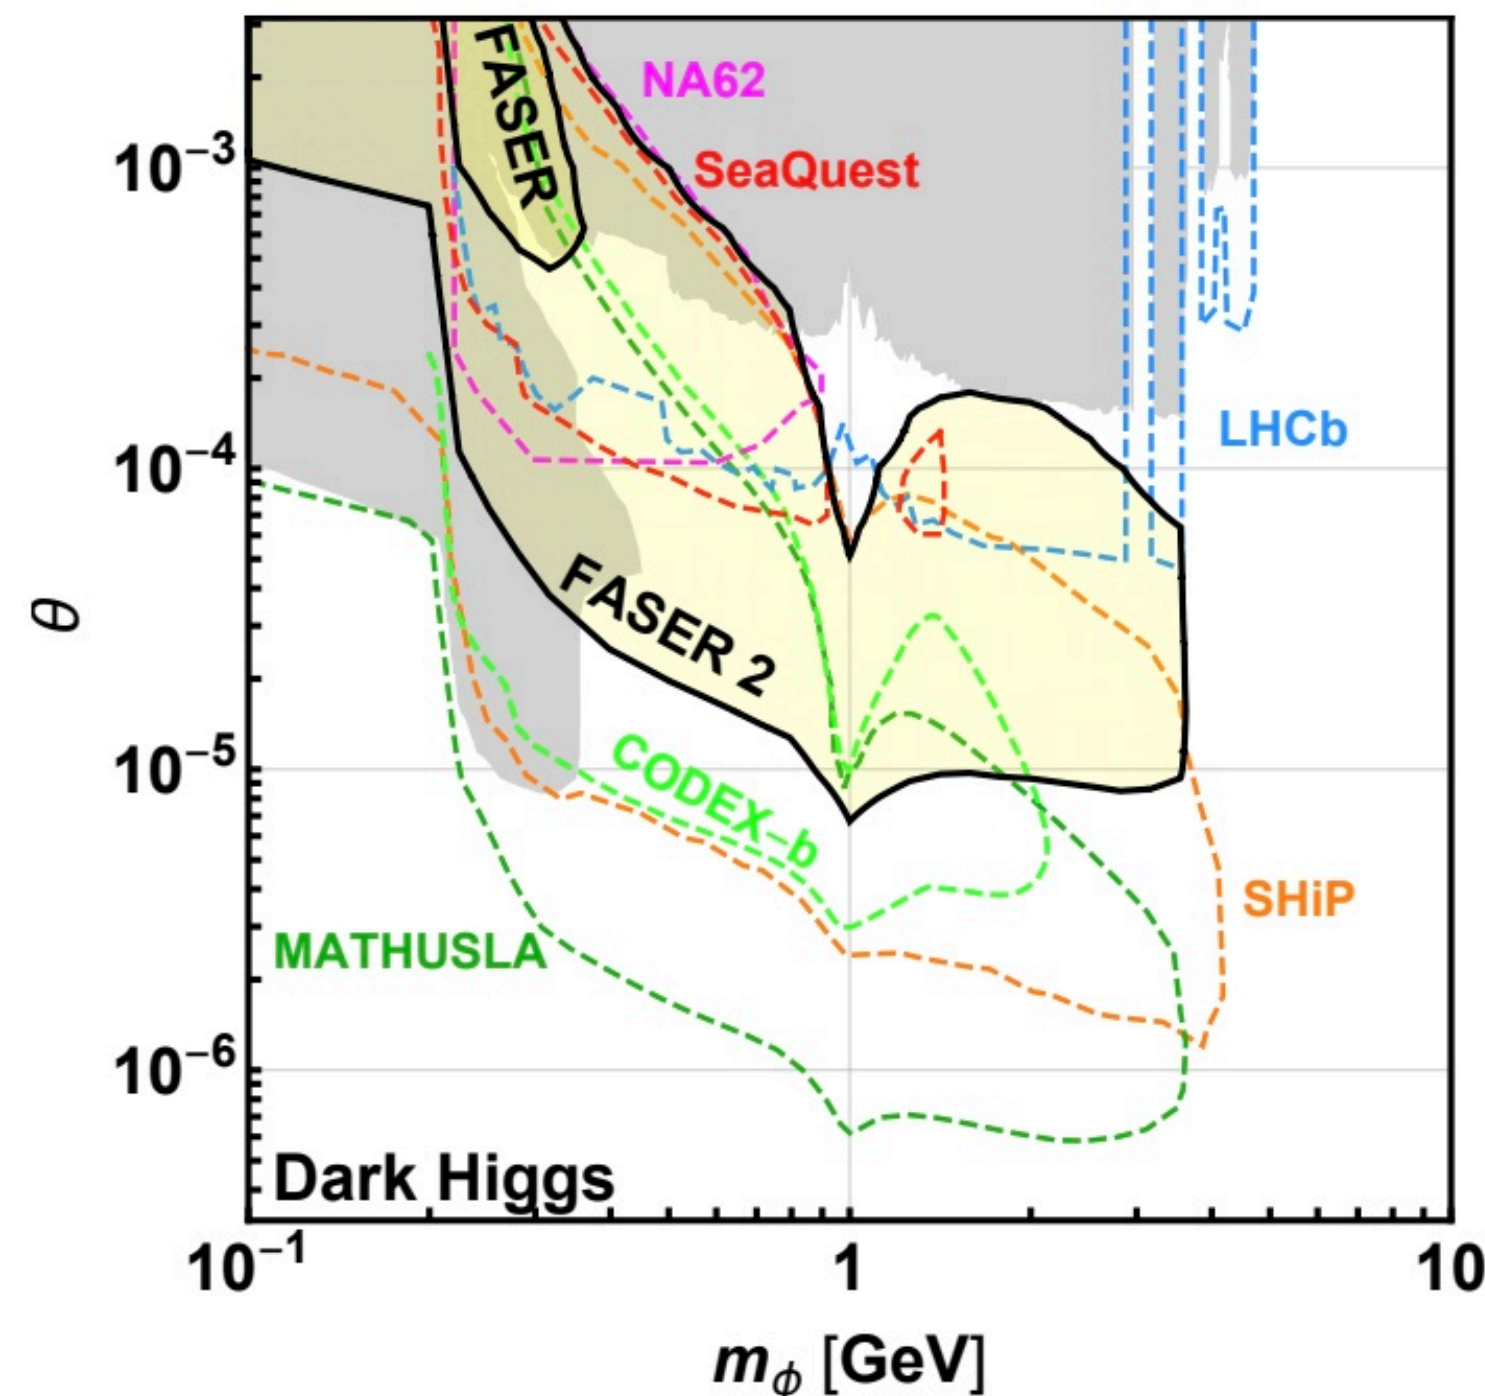 FASER
NA62
10⁻³
SeaQuest
LHCb
10⁻⁴
θ
FASER 2
10⁻⁵
CODEX-b
SHiP
MATHUSLA
10⁻⁶
Dark Higgs
10⁻¹ 1 10
m_ϕ [GeV]